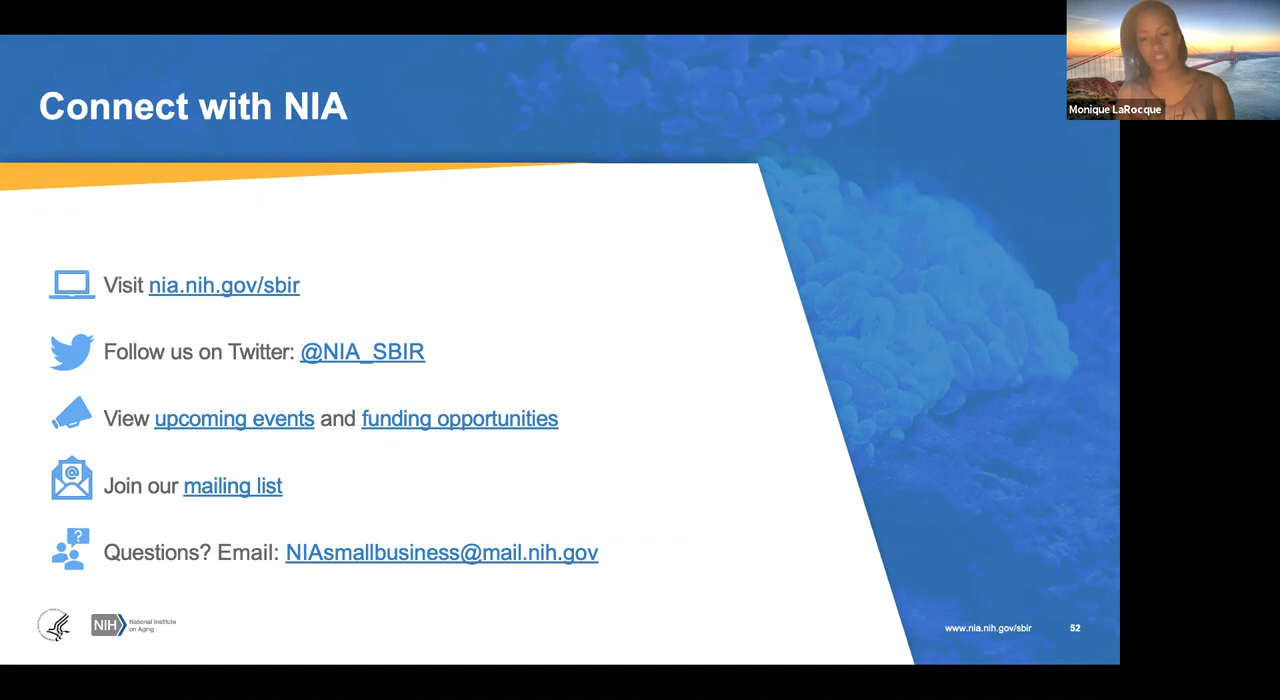 Connect with NIA
Monique LaRocque
Visit nia.nih.gov/sbir
Follow us on Twitter: @NIA_SBIR
View upcoming events and funding opportunities
@
Join our mailing list
?
Questions? Email: NIAsmallbusiness@mail.nih.gov
NIH
National Institute
on Aging
www.nia.nih.gov/sbir
52